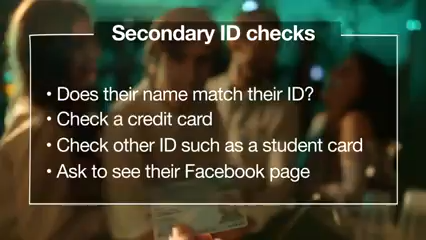 Secondary ID checks
• Does their name match their ID?
• Check a credit card
• Check other ID such as a student card
• Ask to see their Facebook page